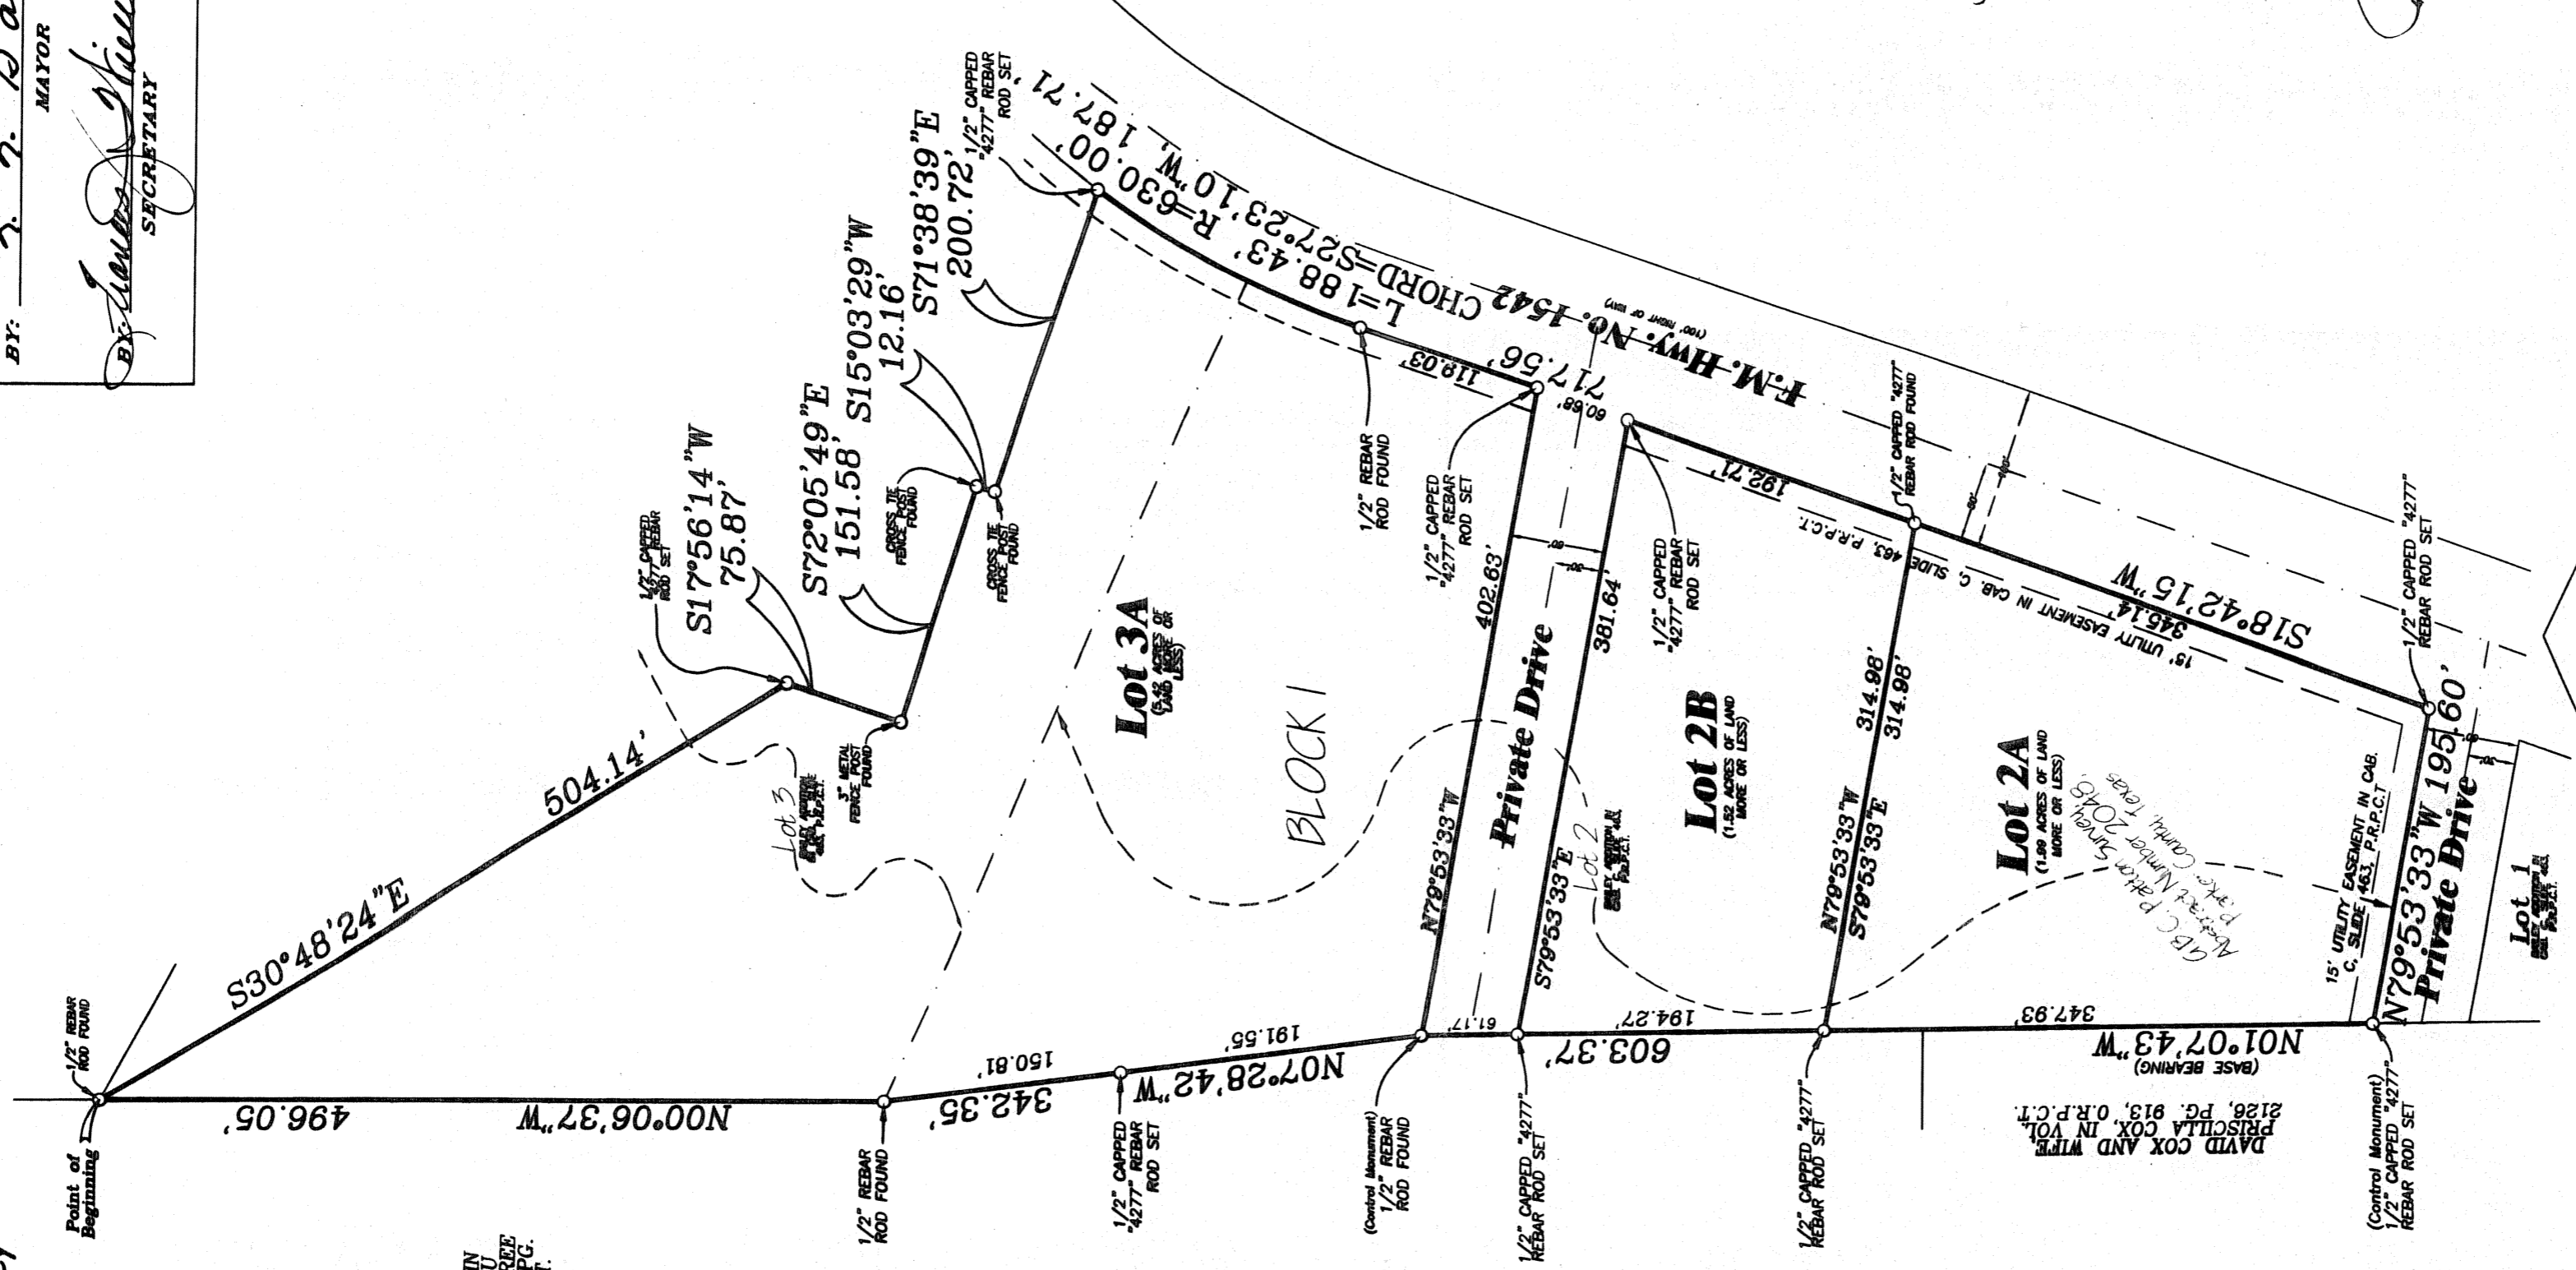 BY:
MAYOR
BY:
SECRETARY
Point of
Beginning
1/2" REBAR
ROD FOUND
S30°48'24"E
504.14'
1/2" CAPPED
"4277" REBAR
ROD SET
S17°56'14"W
75.87'
3" METAL
FENCE POST
FOUND
S72°05'49"E
151.58'
CROSS TIE
FENCE POST
FOUND
S15°03'29"W
12.16'
CROSS TIE
FENCE POST
FOUND
S71°38'39"E
200.72'
1/2" CAPPED
"4277" REBAR
ROD SET
L=188.43' R=630.00'
CHORD=S27°23'10"W, 187.71'
1/2" REBAR
ROD FOUND
119.03'
717.56'
60.68'
F.M. Hwy. No. 1542
(100' RIGHT OF WAY)
1/2" CAPPED
"4277" REBAR
ROD SET
1/2" CAPPED
"4277" REBAR
ROD SET
192.71'
1/2" CAPPED "4277"
REBAR ROD FOUND
50'
100'
15' UTILITY EASEMENT IN CAB. C, SLIDE 463, P.R.P.C.T.
345.14'
S18°42'15"W
1/2" CAPPED "4277"
REBAR ROD SET
Lot 3
Lot 3A
(5.42 ACRES OF
LAND MORE OR
LESS)
BLOCK 1
402.63'
N79°53'33"W
Private Drive
60'
30'
381.64'
S79°53'33"E
Lot 2
Lot 2B
(1.52 ACRES OF LAND
MORE OR LESS)
314.98'
314.98'
N79°53'33"W
S79°53'33"E
Lot 2A
(1.99 ACRES OF LAND
MORE OR LESS)
Survey,
Abstract Number 2048,
Parker County, Texas
15' UTILITY EASEMENT IN CAB.
C, SLIDE 463, P.R.P.C.T
N79°53'33"W 195.60'
Private Drive
Lot 1
496.05'
N00°06'37"W
1/2" REBAR
ROD FOUND
150.81'
342.35'
1/2" CAPPED
"4277" REBAR
ROD SET
191.55'
N07°28'42"W
(Control Monument)
1/2" REBAR
ROD FOUND
61.17'
1/2" CAPPED "4277"
REBAR ROD SET
194.27'
603.37'
1/2" CAPPED "4277"
REBAR ROD SET
347.93'
N01°07'43"W
(BASE BEARING)
DAVID COX AND WIFE
PRISCILLA COX, IN VOL.
2126, PG. 913, O.R.P.C.T.
(Control Monument)
1/2" CAPPED "4277"
REBAR ROD SET